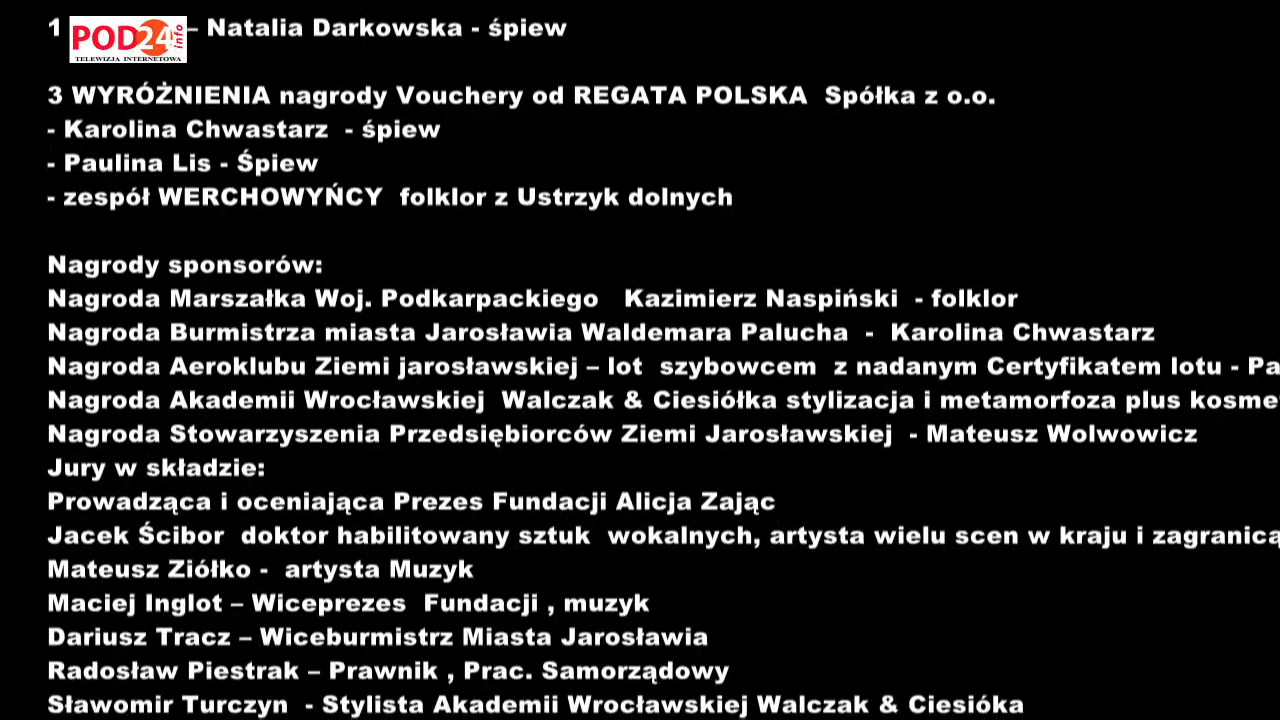 1 – Natalia Darkowska - śpiew
POD24 info
TELEWIZJA INTERNETOWA
3 WYRÓŻNIENIA nagrody Vouchery od REGATA POLSKA Spółka z o.o.
- Karolina Chwastarz - śpiew
- Paulina Lis - Śpiew
- zespół WERCHOWYŃCY folklor z Ustrzyk dolnych
Nagrody sponsorów:
Nagroda Marszałka Woj. Podkarpackiego Kazimierz Naspiński - folklor
Nagroda Burmistrza miasta Jarosławia Waldemara Palucha - Karolina Chwastarz
Nagroda Aeroklubu Ziemi jarosławskiej – lot szybowcem z nadanym Certyfikatem lotu -
Nagroda Akademii Wrocławskiej Walczak & Ciesiółka stylizacja i metamorfoza plus
Nagroda Stowarzyszenia Przedsiębiorców Ziemi Jarosławskiej - Mateusz Wolwowicz
Jury w składzie:
Prowadząca i oceniająca Prezes Fundacji Alicja Zając
Jacek Ścibor doktor habilitowany sztuk wokalnych, artysta wielu scen w kraju i zagranicą
Mateusz Ziółko - artysta Muzyk
Maciej Inglot – Wiceprezes Fundacji , muzyk
Dariusz Tracz – Wiceburmistrz Miasta Jarosławia
Radosław Piestrak – Prawnik , Prac. Samorządowy
Sławomir Turczyn - Stylista Akademii Wrocławskiej Walczak & Ciesióka